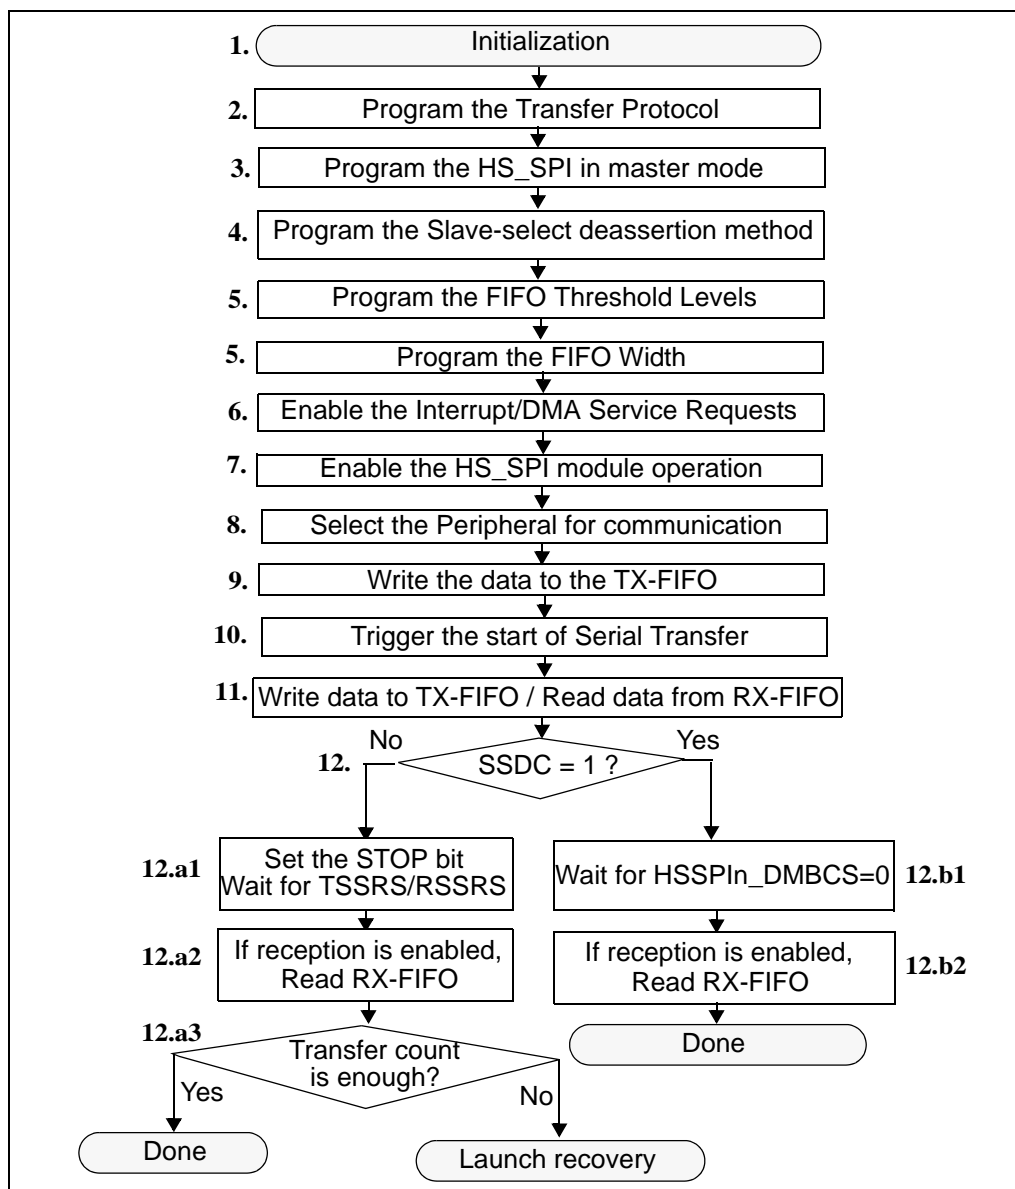 1. Initialization
2. Program the Transfer Protocol
3. Program the HS_SPI in master mode
4. Program the Slave-select deassertion method
5. Program the FIFO Threshold Levels
5. Program the FIFO Width
6. Enable the Interrupt/DMA Service Requests
7. Enable the HS_SPI module operation
8. Select the Peripheral for communication
9. Write the data to the TX-FIFO
10. Trigger the start of Serial Transfer
11. Write data to TX-FIFO / Read data from RX-FIFO
No Yes
12. SSDC = 1 ?
12.a1 Set the STOP bit
Wait for TSSRS/RSSRS
Wait for HSSPIn_DMBCS=0 12.b1
12.a2 If reception is enabled,
Read RX-FIFO
If reception is enabled,
Read RX-FIFO
12.b2
12.a3 Transfer count
is enough?
Done
Yes No
Done
Launch recovery